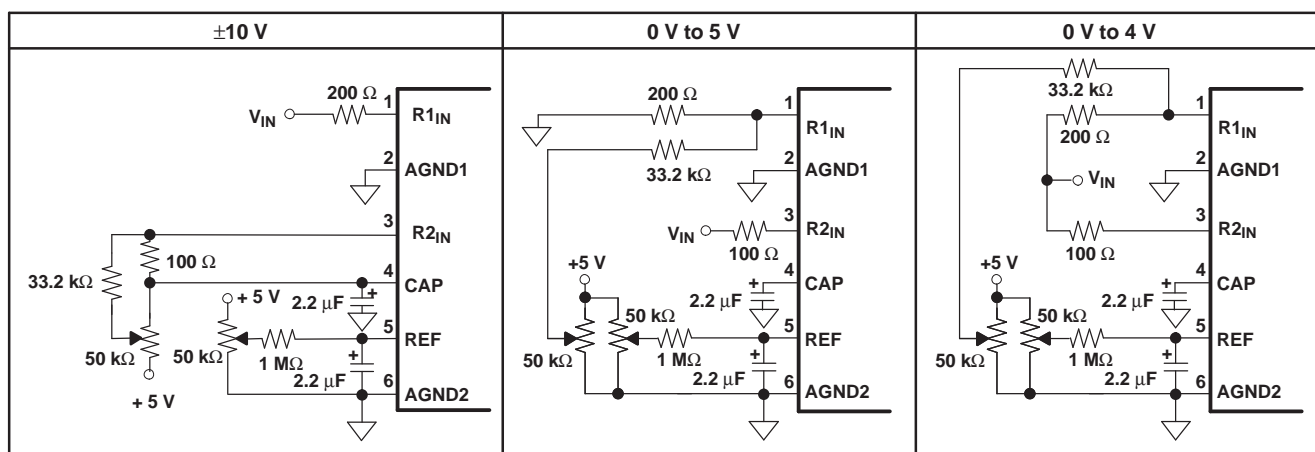 ±10 V
200 Ω
1
V_IN
R1_IN
2
AGND1
3
R2_IN
100 Ω
33.2 kΩ
4
CAP
+ 5 V
2.2 μF
+
5
REF
50 kΩ
50 kΩ
1 MΩ
+
2.2 μF
6
AGND2
+ 5 V
0 V to 5 V
200 Ω
1
R1_IN
33.2 kΩ
2
AGND1
3
V_IN
R2_IN
100 Ω
+5 V
4
+
CAP
2.2 μF
50 kΩ
5
REF
50 kΩ
1 MΩ
+
2.2 μF
6
AGND2
0 V to 4 V
33.2 kΩ
1
R1_IN
200 Ω
2
AGND1
V_IN
3
R2_IN
100 Ω
+5 V
4
+
CAP
2.2 μF
50 kΩ
5
REF
50 kΩ
1 MΩ
+
2.2 μF
6
AGND2